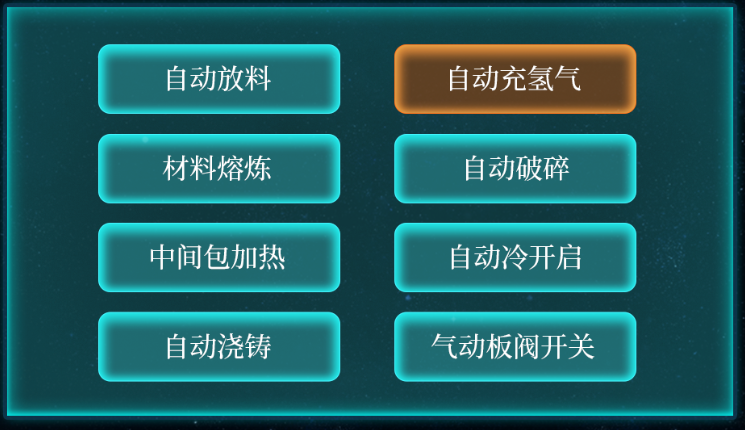 自动放料
自动充氢气
材料熔炼
自动破碎
中间包加热
自动冷开启
自动浇铸
气动板阀开关